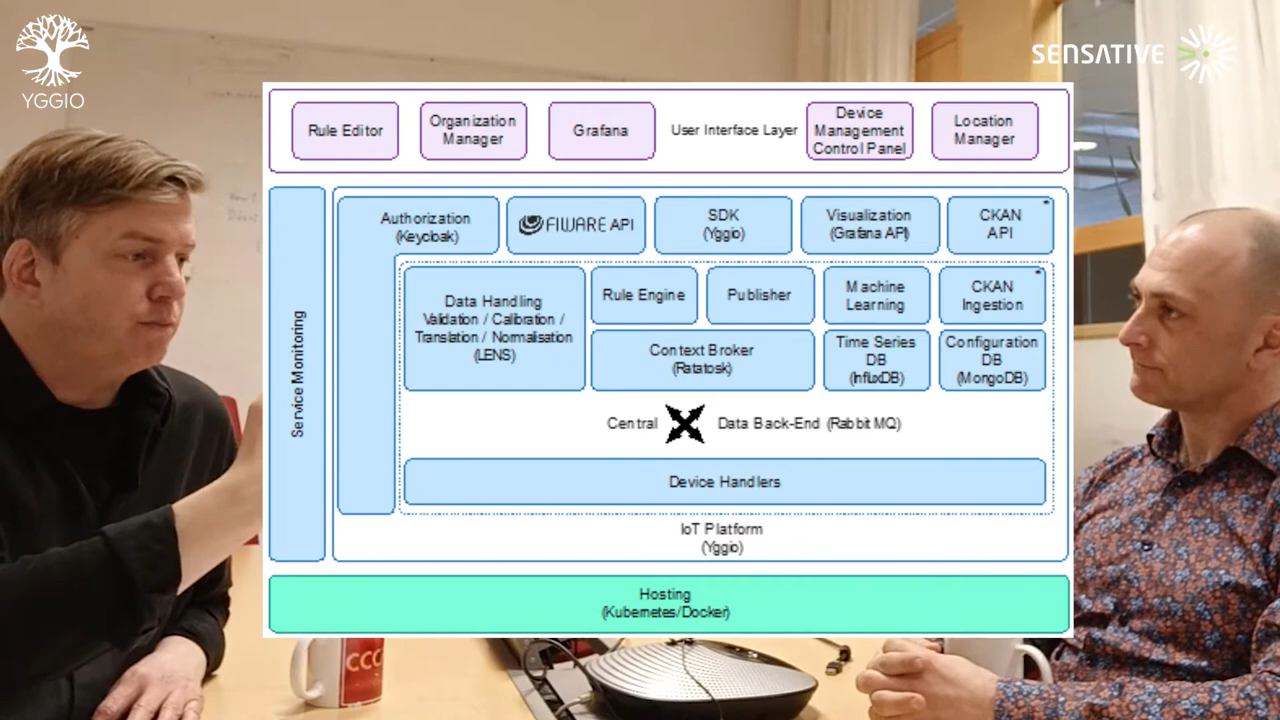 YGGIO
SENSATIVE
Rule Editor
Organization
Manager
Grafana
User Interface Layer
Device
Management
Control Panel
Location
Manager
Service Monitoring
Authorization
(Keycloak)
FIWARE API
SDK
(Yggio)
Visualization
(Grafana API)
CKAN
API
*
Data Handling
Validation / Calibration /
Translation / Normalisation
(LENS)
Rule Engine
Publisher
Machine
Learning
CKAN
Ingestion
*
Context Broker
(Ratatosk)
Time Series
DB
(InfluxDB)
Configuration
DB
(MongoDB)
Central
Data Back-End (Rabbit MQ)
Device Handlers
IoT Platform
(Yggio)
Hosting
(Kubernetes/Docker)
CCC